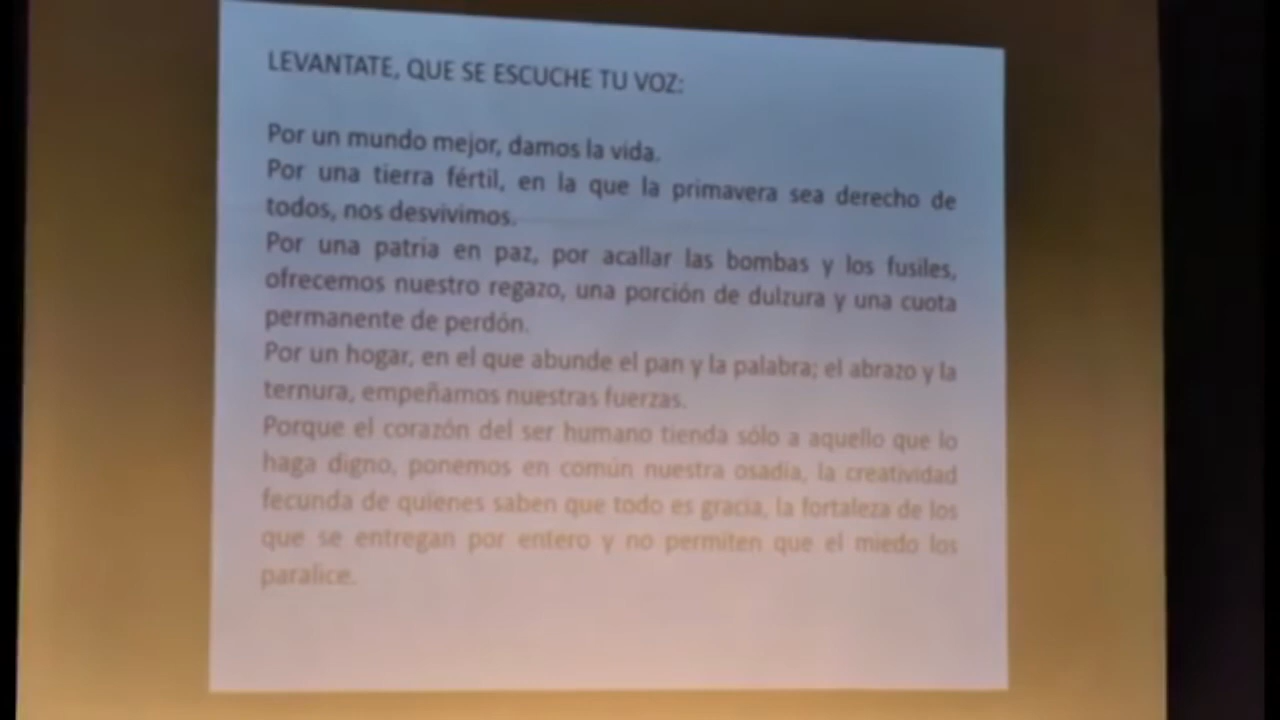 LEVANTATE, QUE SE ESCUCHE TU VOZ:
Por un mundo mejor, damos la vida.
Por una tierra fértil, en la que la primavera sea derecho de
todos, nos desvivimos.
Por una patria en paz, por acallar las bombas y los fusiles,
ofrecemos nuestro regazo, una porción de dulzura y una cuota
permanente de perdón.
Por un hogar, en el que abunde el pan y la palabra; el abrazo y la
ternura, empeñamos nuestras fuerzas.
Porque el corazón del ser humano tienda sólo a aquello que lo
haga digno, ponemos en común nuestra osadía, la creatividad
fecunda de quienes saben que todo es gracia, la fortaleza de los
que se entregan por entero y no permiten que el miedo los
paralice.